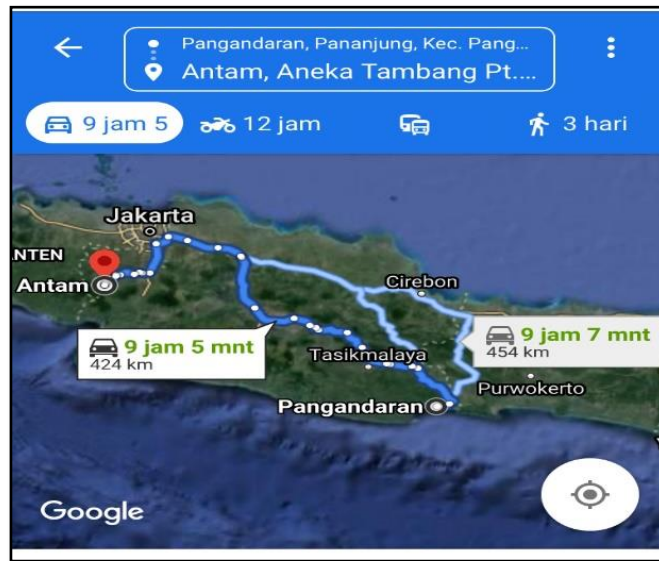 Pangandaran, Pananjung, Kec. Pang...
Antam, Aneka Tambang Pt....
9 jam 5
12 jam
3 hari
Jakarta
NTEN
Antam
Cirebon
9 jam 5 mnt
424 km
9 jam 7 mnt
454 km
Tasikmalaya
Purwokerto
Pangandaran
Google